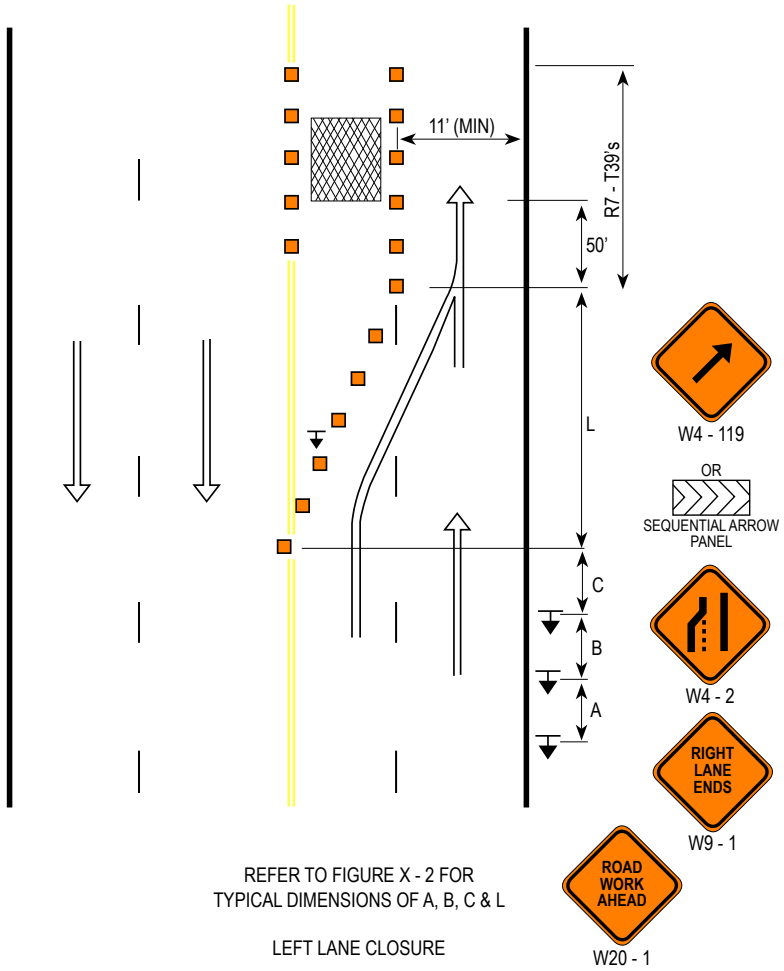 11' (MIN)
R7 - T39's
50'
L
W4 - 119
OR
SEQUENTIAL ARROW
PANEL
C
B
A
W4 - 2
RIGHT
LANE
ENDS
W9 - 1
ROAD
WORK
AHEAD
W20 - 1
REFER TO FIGURE X - 2 FOR
TYPICAL DIMENSIONS OF A, B, C & L
LEFT LANE CLOSURE